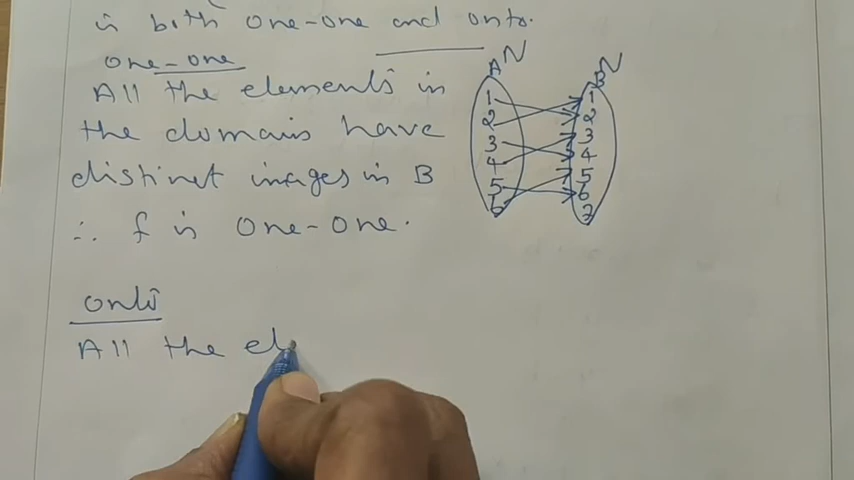 is both one-one and onto.
one-one
All the elements in
the domain have
distinct images in B
∴ f is one-one.
onto
All the el
A N
1
2
3
4
5
6
B N
1
2
3
4
5
6
7